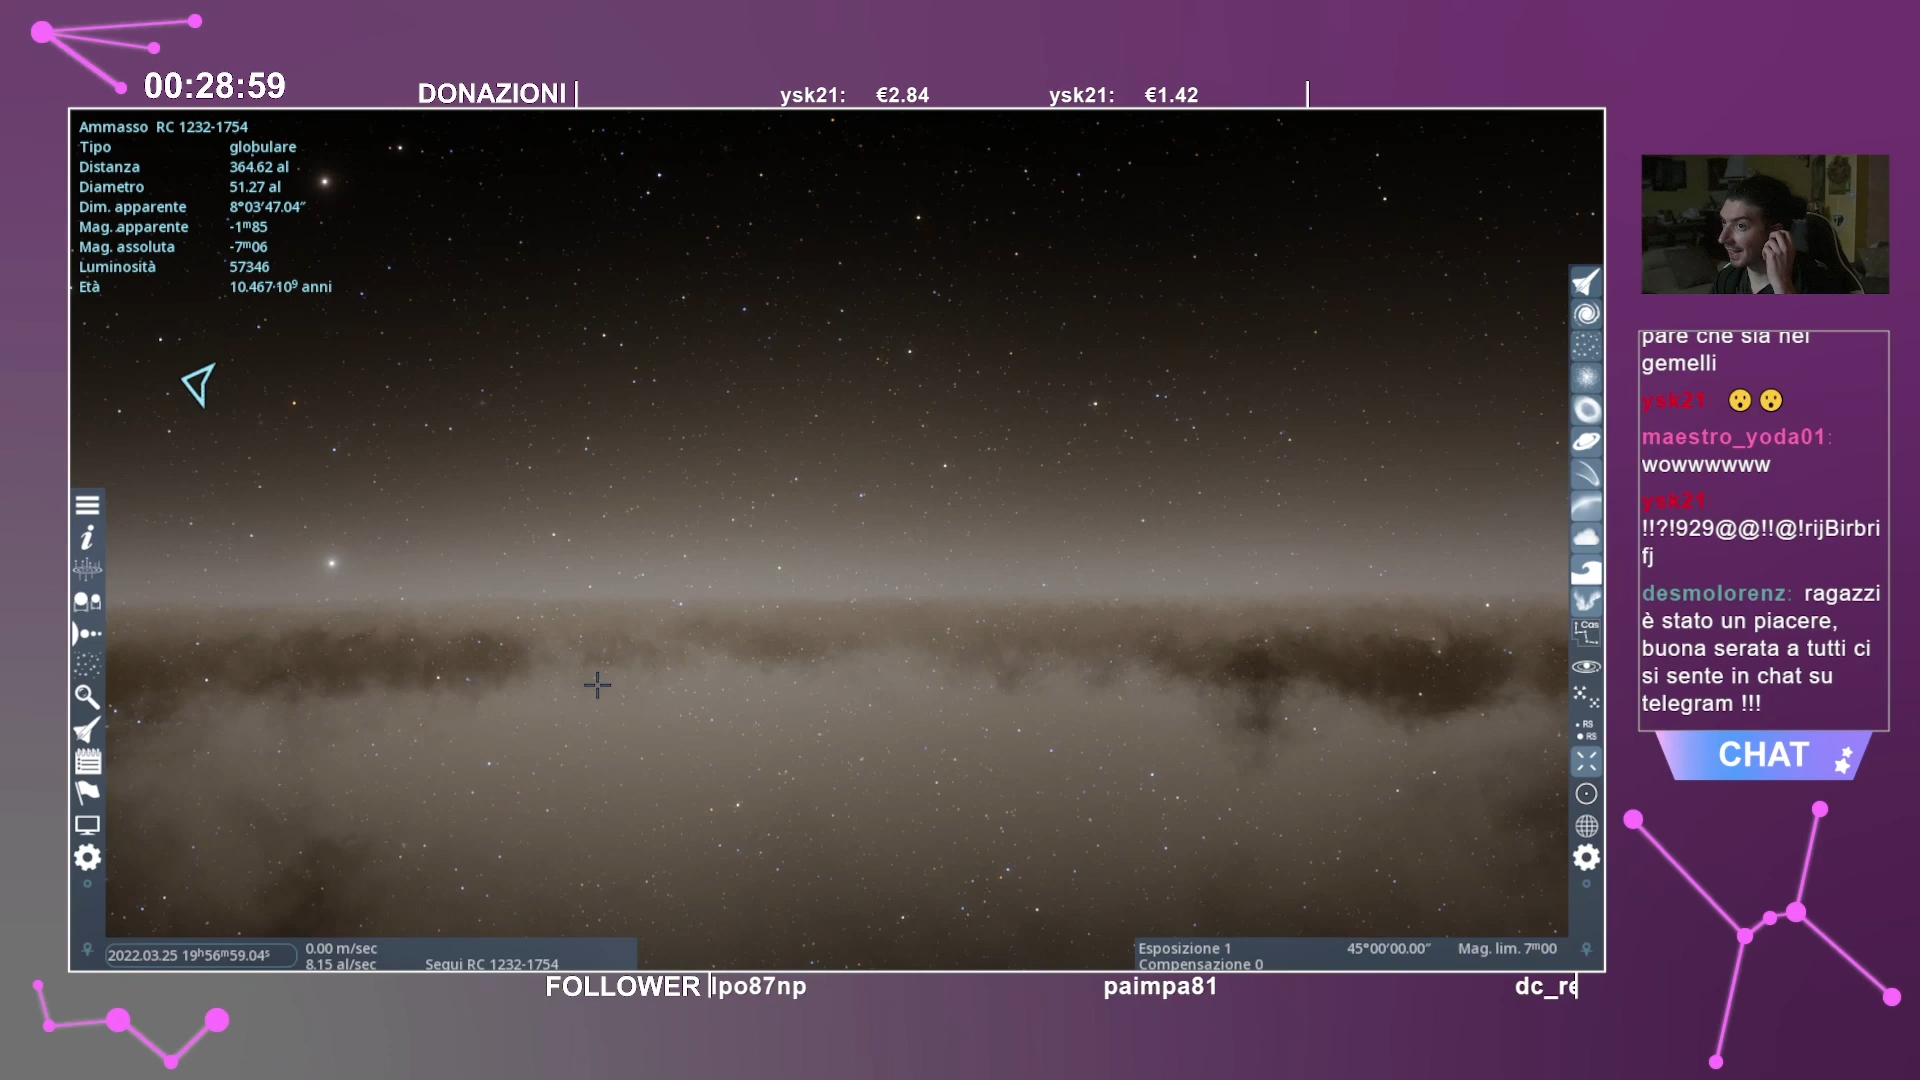 00:28:59
DONAZIONI
ysk21: €2.84 ysk21: €1.42
Ammasso RC 1232-1754
Tipo globulare
Distanza 364.62 al
Diametro 51.27 al
Dim. apparente 8°03′47.04″
Mag. apparente -1ᵐ85
Mag. assoluta -7ᵐ06
Luminosità 57346
Età 10.467·10⁹ anni
pare che sia nei
gemelli
ysk21: 😮 😮
maestro_yoda01:
wowwwwww
ysk21:
!!?!929@@!!@!rijBirbri
fj
desmolorenz: ragazzi
è stato un piacere,
buona serata a tutti ci
si sente in chat su
telegram !!!
CHAT
Cas
RS
RS
2022.03.25 19ʰ56ᵐ59.04ˢ
0.00 m/sec
8.15 al/sec Segui RC 1232-1754
Esposizione 1 45°00′00.00″ Mag. lim. 7ᵐ00
Compensazione 0
FOLLOWER lpo87np paimpa81 dc_re